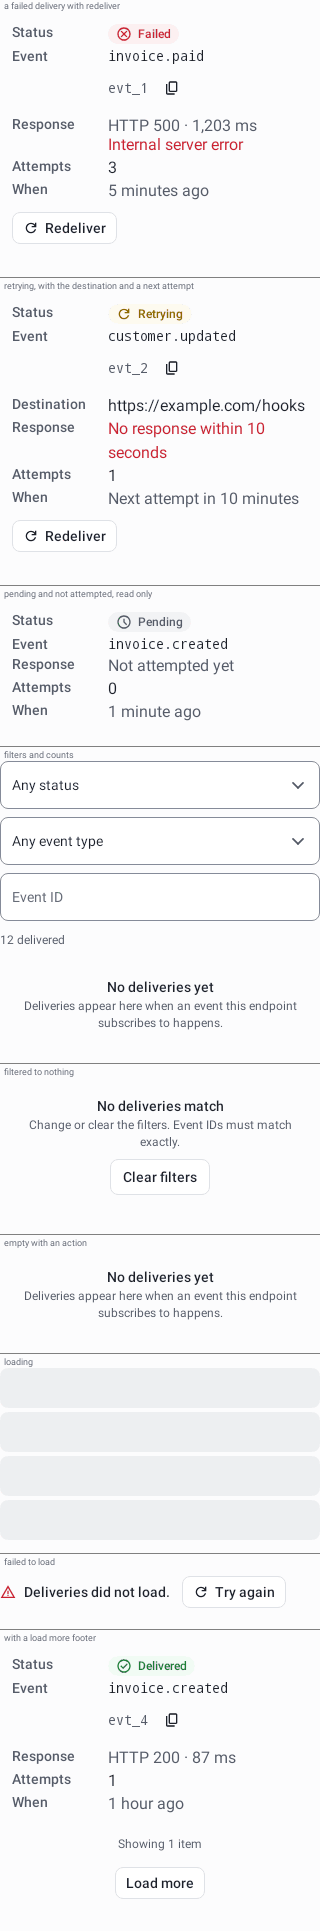 a failed delivery with redeliver
Status Failed
Event invoice.paid
evt_1
Response HTTP 500 · 1,203 ms
Internal server error
Attempts 3
When 5 minutes ago
Redeliver
retrying, with the destination and a next attempt
Status Retrying
Event customer.updated
evt_2
Destination https://example.com/hooks
Response No response within 10
seconds
Attempts 1
When Next attempt in 10 minutes
Redeliver
pending and not attempted, read only
Status Pending
Event invoice.created
Response Not attempted yet
Attempts 0
When 1 minute ago
filters and counts
Any status
Any event type
Event ID
12 delivered
No deliveries yet
Deliveries appear here when an event this endpoint
subscribes to happens.
filtered to nothing
No deliveries match
Change or clear the filters. Event IDs must match
exactly.
Clear filters
empty with an action
No deliveries yet
Deliveries appear here when an event this endpoint
subscribes to happens.
loading
failed to load
Deliveries did not load. Try again
with a load more footer
Status Delivered
Event invoice.created
evt_4
Response HTTP 200 · 87 ms
Attempts 1
When 1 hour ago
Showing 1 item
Load more